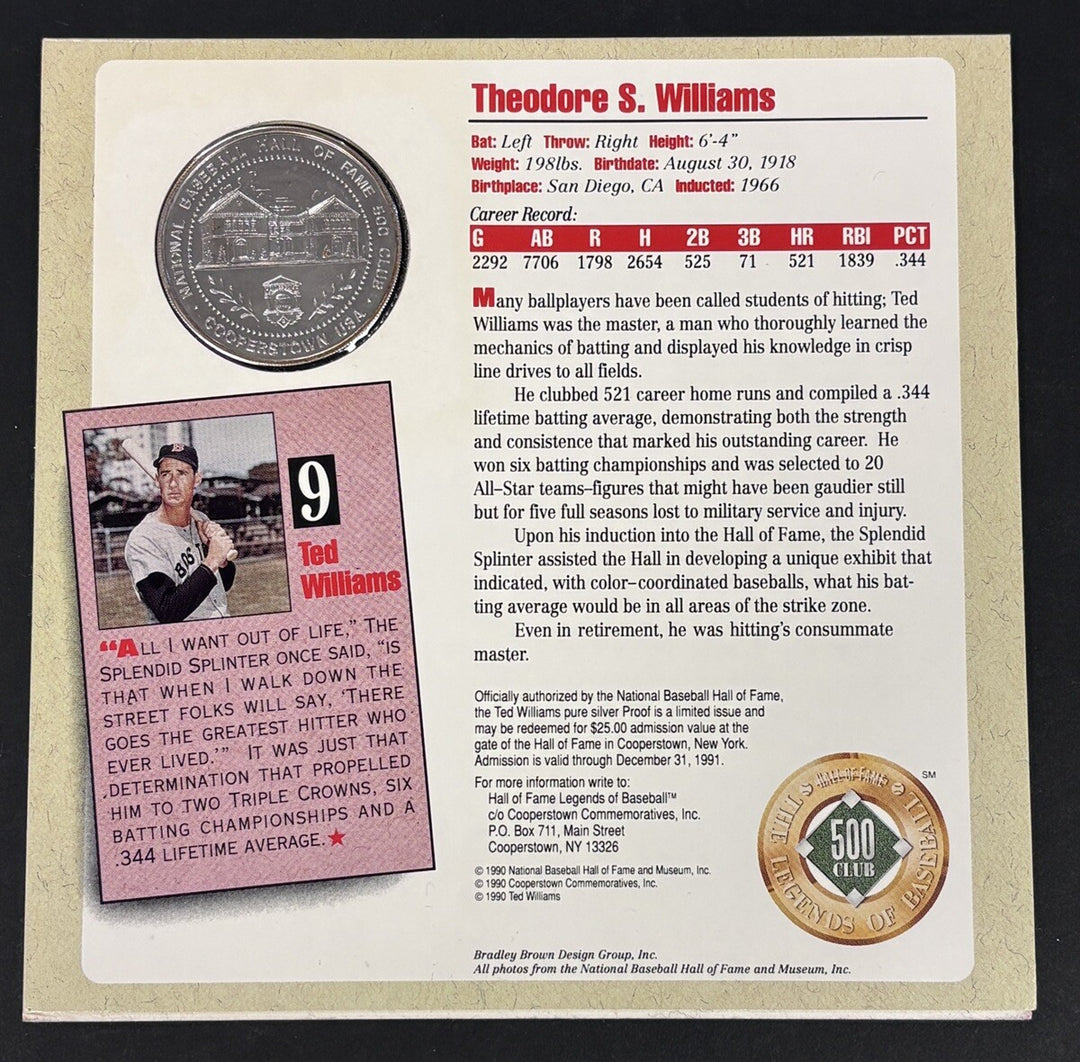 NATIONAL BASEBALL HALL OF FAME 500 CLUB
· COOPERSTOWN USA ·
Theodore S. Williams
Bat: Left Throw: Right Height: 6'-4"
Weight: 198lbs. Birthdate: August 30, 1918
Birthplace: San Diego, CA Inducted: 1966
Career Record:
G AB R H 2B 3B HR RBI PCT
2292 7706 1798 2654 525 71 521 1839 .344
Many ballplayers have been called students of hitting; Ted
Williams was the master, a man who thoroughly learned the
mechanics of batting and displayed his knowledge in crisp
line drives to all fields.
He clubbed 521 career home runs and compiled a .344
lifetime batting average, demonstrating both the strength
and consistence that marked his outstanding career. He
won six batting championships and was selected to 20
All–Star teams–figures that might have been gaudier still
but for five full seasons lost to military service and injury.
Upon his induction into the Hall of Fame, the Splendid
Splinter assisted the Hall in developing a unique exhibit that
indicated, with color–coordinated baseballs, what his bat-
ting average would be in all areas of the strike zone.
Even in retirement, he was hitting's consummate
master.
B
BOST
9
Ted
Williams
"ALL I WANT OUT OF LIFE," THE
SPLENDID SPLINTER ONCE SAID, "IS
THAT WHEN I WALK DOWN THE
STREET FOLKS WILL SAY, 'THERE
GOES THE GREATEST HITTER WHO
EVER LIVED.'" IT WAS JUST THAT
DETERMINATION THAT PROPELLED
HIM TO TWO TRIPLE CROWNS, SIX
BATTING CHAMPIONSHIPS AND A
.344 LIFETIME AVERAGE.★
Officially authorized by the National Baseball Hall of Fame,
the Ted Williams pure silver Proof is a limited issue and
may be redeemed for $25.00 admission value at the
gate of the Hall of Fame in Cooperstown, New York.
Admission is valid through December 31, 1991.
For more information write to:
Hall of Fame Legends of Baseball™
c/o Cooperstown Commemoratives, Inc.
P.O. Box 711, Main Street
Cooperstown, NY 13326
© 1990 National Baseball Hall of Fame and Museum, Inc.
© 1990 Cooperstown Commemoratives, Inc.
© 1990 Ted Williams
HALL OF FAME
THE LEGENDS OF BASEBALL
SM
500
CLUB
Bradley Brown Design Group, Inc.
All photos from the National Baseball Hall of Fame and Museum, Inc.